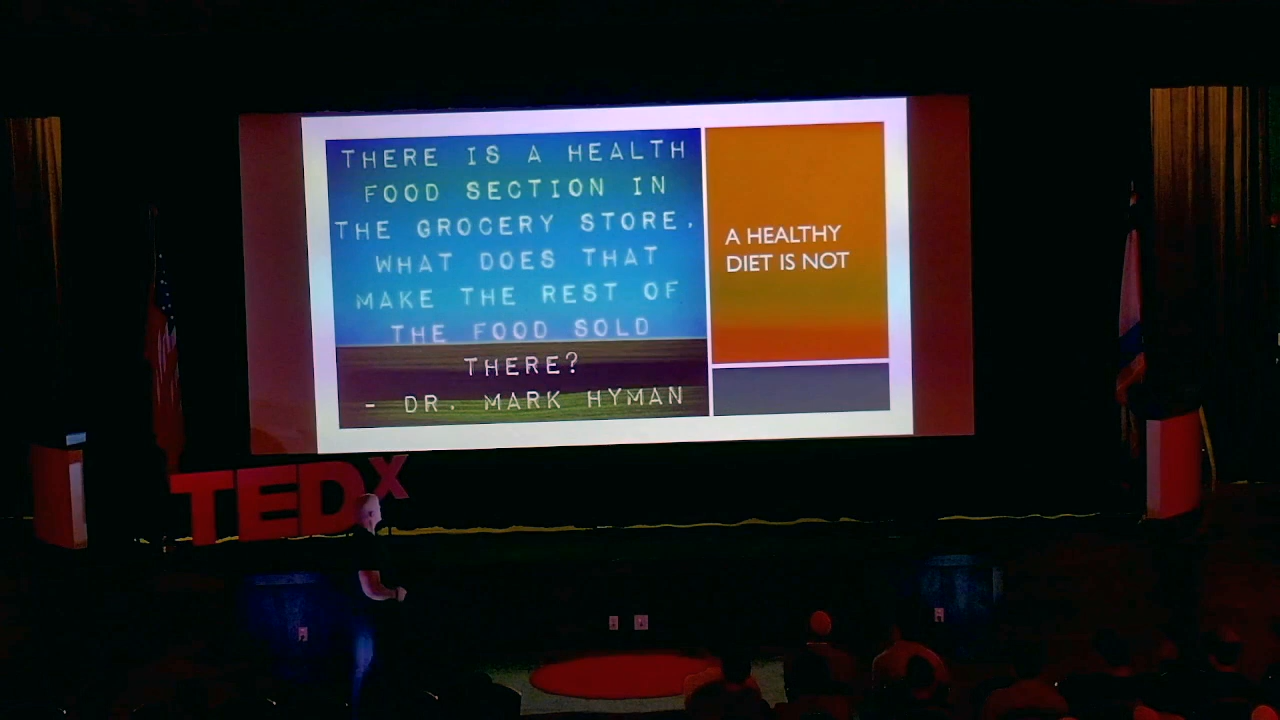 THERE IS A HEALTH
FOOD SECTION IN
THE GROCERY STORE,
WHAT DOES THAT
MAKE THE REST OF
THE FOOD SOLD
THERE?
- DR. MARK HYMAN
A HEALTHY
DIET IS NOT
TEDx